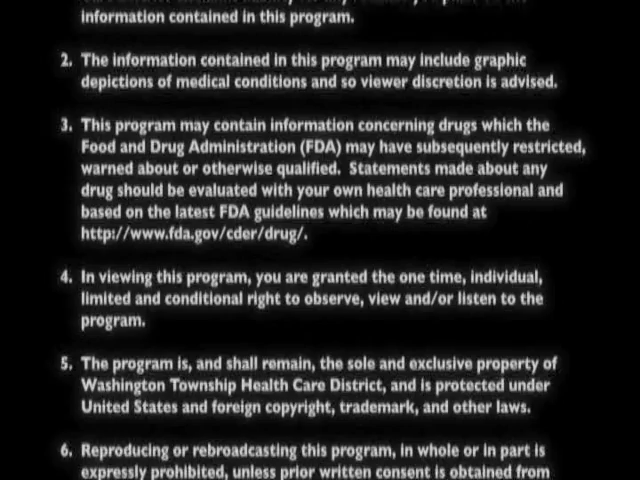 information contained in this program.
2. The information contained in this program may include graphic
depictions of medical conditions and so viewer discretion is advised.
3. This program may contain information concerning drugs which the
Food and Drug Administration (FDA) may have subsequently restricted,
warned about or otherwise qualified. Statements made about any
drug should be evaluated with your own health care professional and
based on the latest FDA guidelines which may be found at
http://www.fda.gov/cder/drug/.
4. In viewing this program, you are granted the one time, individual,
limited and conditional right to observe, view and/or listen to the
program.
5. The program is, and shall remain, the sole and exclusive property of
Washington Township Health Care District, and is protected under
United States and foreign copyright, trademark, and other laws.
6. Reproducing or rebroadcasting this program, in whole or in part is
expressly prohibited, unless prior written consent is obtained from